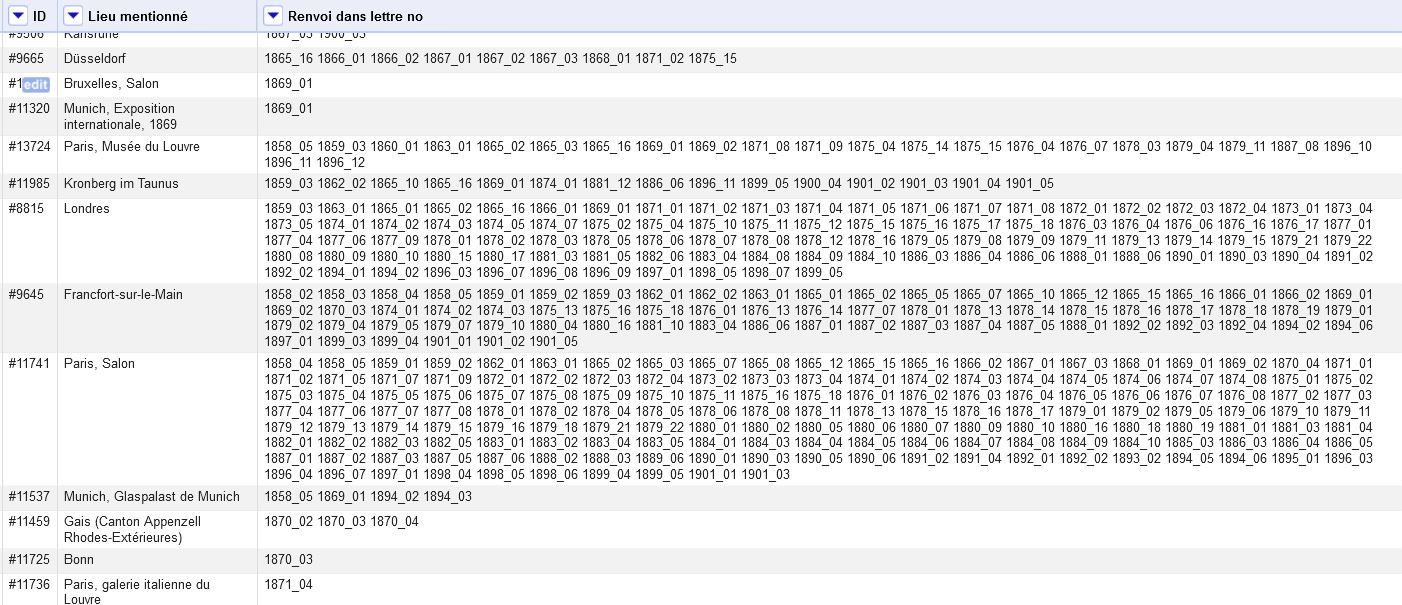 ID Lieu mentionné Renvoi dans lettre no
#9506 Karlsruhe 1867_03 1900_03
#9665 Düsseldorf 1865_16 1866_01 1866_02 1867_01 1867_02 1867_03 1868_01 1871_02 1875_15
#1 edit Bruxelles, Salon 1869_01
#11320 Munich, Exposition 1869_01
internationale, 1869
#13724 Paris, Musée du Louvre 1858_05 1859_03 1860_01 1863_01 1865_02 1865_03 1865_16 1869_01 1869_02 1871_08 1871_09 1875_04 1875_14 1875_15 1876_04 1876_07 1878_03 1879_04 1879_11 1887_08 1896_10
1896_11 1896_12
#11985 Kronberg im Taunus 1859_03 1862_02 1865_10 1865_16 1869_01 1874_01 1881_12 1886_06 1896_11 1899_05 1900_04 1901_02 1901_03 1901_04 1901_05
#8815 Londres 1859_03 1863_01 1865_01 1865_02 1865_16 1866_01 1869_01 1871_01 1871_02 1871_03 1871_04 1871_05 1871_06 1871_07 1871_08 1872_01 1872_02 1872_03 1872_04 1873_01 1873_04
1873_05 1874_01 1874_02 1874_03 1874_05 1874_07 1875_02 1875_04 1875_10 1875_11 1875_12 1875_15 1875_16 1875_17 1875_18 1876_03 1876_04 1876_06 1876_16 1876_17 1877_01
1877_04 1877_06 1877_09 1878_01 1878_02 1878_03 1878_05 1878_06 1878_07 1878_08 1878_12 1878_16 1879_05 1879_08 1879_09 1879_11 1879_13 1879_14 1879_15 1879_21 1879_22
1880_08 1880_09 1880_10 1880_15 1880_17 1881_03 1881_05 1882_06 1883_04 1884_08 1884_09 1884_10 1886_03 1886_04 1886_06 1888_01 1888_06 1890_01 1890_03 1890_04 1891_02
1892_02 1894_01 1894_02 1896_03 1896_07 1896_08 1896_09 1897_01 1898_05 1898_07 1899_05
#9645 Francfort-sur-le-Main 1858_02 1858_03 1858_04 1858_05 1859_01 1859_02 1859_03 1862_01 1862_02 1863_01 1865_01 1865_02 1865_05 1865_07 1865_10 1865_12 1865_15 1865_16 1866_01 1866_02 1869_01
1869_02 1870_03 1874_01 1874_02 1874_03 1875_13 1875_16 1875_18 1876_01 1876_13 1876_14 1877_07 1878_01 1878_13 1878_14 1878_15 1878_16 1878_17 1878_18 1878_19 1879_01
1879_02 1879_04 1879_05 1879_07 1879_10 1880_04 1880_16 1881_10 1883_04 1886_06 1887_01 1887_02 1887_03 1887_04 1887_05 1888_01 1892_02 1892_03 1892_04 1894_02 1894_06
1897_01 1899_03 1899_04 1901_01 1901_02 1901_05
#11741 Paris, Salon 1858_04 1858_05 1859_01 1859_02 1862_01 1863_01 1865_02 1865_03 1865_07 1865_08 1865_12 1865_15 1865_16 1866_02 1867_01 1867_03 1868_01 1869_01 1869_02 1870_04 1871_01
1871_02 1871_05 1871_07 1871_09 1872_01 1872_02 1872_03 1872_04 1873_02 1873_03 1873_04 1874_01 1874_02 1874_03 1874_04 1874_05 1874_06 1874_07 1874_08 1875_01 1875_02
1875_03 1875_04 1875_05 1875_06 1875_07 1875_08 1875_09 1875_10 1875_11 1875_16 1875_18 1876_01 1876_02 1876_03 1876_04 1876_05 1876_06 1876_07 1876_08 1877_02 1877_03
1877_04 1877_06 1877_07 1877_08 1878_01 1878_02 1878_04 1878_05 1878_06 1878_08 1878_11 1878_13 1878_15 1878_16 1878_17 1879_01 1879_02 1879_05 1879_06 1879_10 1879_11
1879_12 1879_13 1879_14 1879_15 1879_16 1879_18 1879_21 1879_22 1880_01 1880_02 1880_05 1880_06 1880_07 1880_09 1880_10 1880_16 1880_18 1880_19 1881_01 1881_03 1881_04
1882_01 1882_02 1882_03 1882_05 1883_01 1883_02 1883_04 1883_05 1884_01 1884_03 1884_04 1884_05 1884_06 1884_07 1884_08 1884_09 1884_10 1885_03 1886_03 1886_04 1886_05
1887_01 1887_02 1887_03 1887_05 1887_06 1888_02 1888_03 1889_06 1890_01 1890_03 1890_05 1890_06 1891_02 1891_04 1892_01 1892_02 1893_02 1894_05 1894_06 1895_01 1896_03
1896_04 1896_07 1897_01 1898_04 1898_05 1898_06 1899_04 1899_05 1901_01 1901_03
#11537 Munich, Glaspalast de Munich 1858_05 1869_01 1894_02 1894_03
#11459 Gais (Canton Appenzell 1870_02 1870_03 1870_04
Rhodes-Extérieures)
#11725 Bonn 1870_03
#11736 Paris, galerie italienne du 1871_04
Louvre